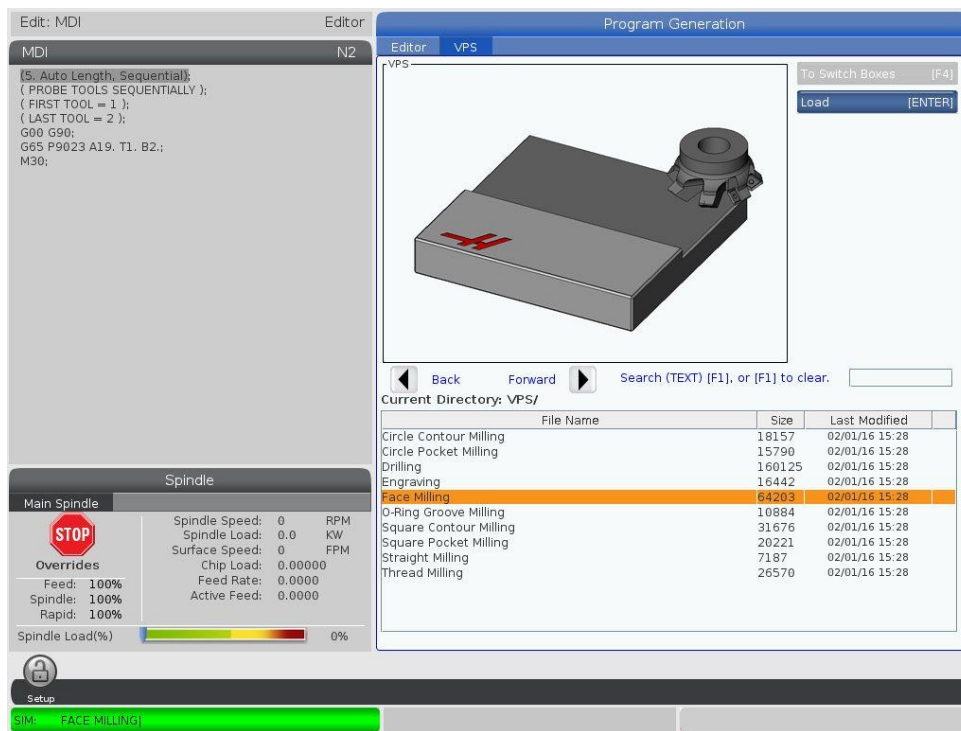 Edit: MDI Editor
MDI N2
(5. Auto Length, Sequential);
( PROBE TOOLS SEQUENTIALLY );
( FIRST TOOL = 1 );
( LAST TOOL = 2 );
G00 G90;
G65 P9023 A19. T1. B2.;
M30;
Program Generation
Editor VPS
VPS
To Switch Boxes [F4]
Load [ENTER]
Back Forward Search (TEXT) [F1], or [F1] to clear.
Current Directory: VPS/
File Name Size Last Modified
Circle Contour Milling 18157 02/01/16 15:28
Circle Pocket Milling 15790 02/01/16 15:28
Drilling 160125 02/01/16 15:28
Engraving 16442 02/01/16 15:28
Face Milling 64203 02/01/16 15:28
O-Ring Groove Milling 10884 02/01/16 15:28
Square Contour Milling 31676 02/01/16 15:28
Square Pocket Milling 20221 02/01/16 15:28
Straight Milling 7187 02/01/16 15:28
Thread Milling 26570 02/01/16 15:28
Spindle
Main Spindle
STOP
Overrides
Feed: 100%
Spindle: 100%
Rapid: 100%
Spindle Speed: 0 RPM
Spindle Load: 0.0 KW
Surface Speed: 0 FPM
Chip Load: 0.00000
Feed Rate: 0.0000
Active Feed: 0.0000
Spindle Load(%) 0%
Setup
SIM: FACE MILLING|